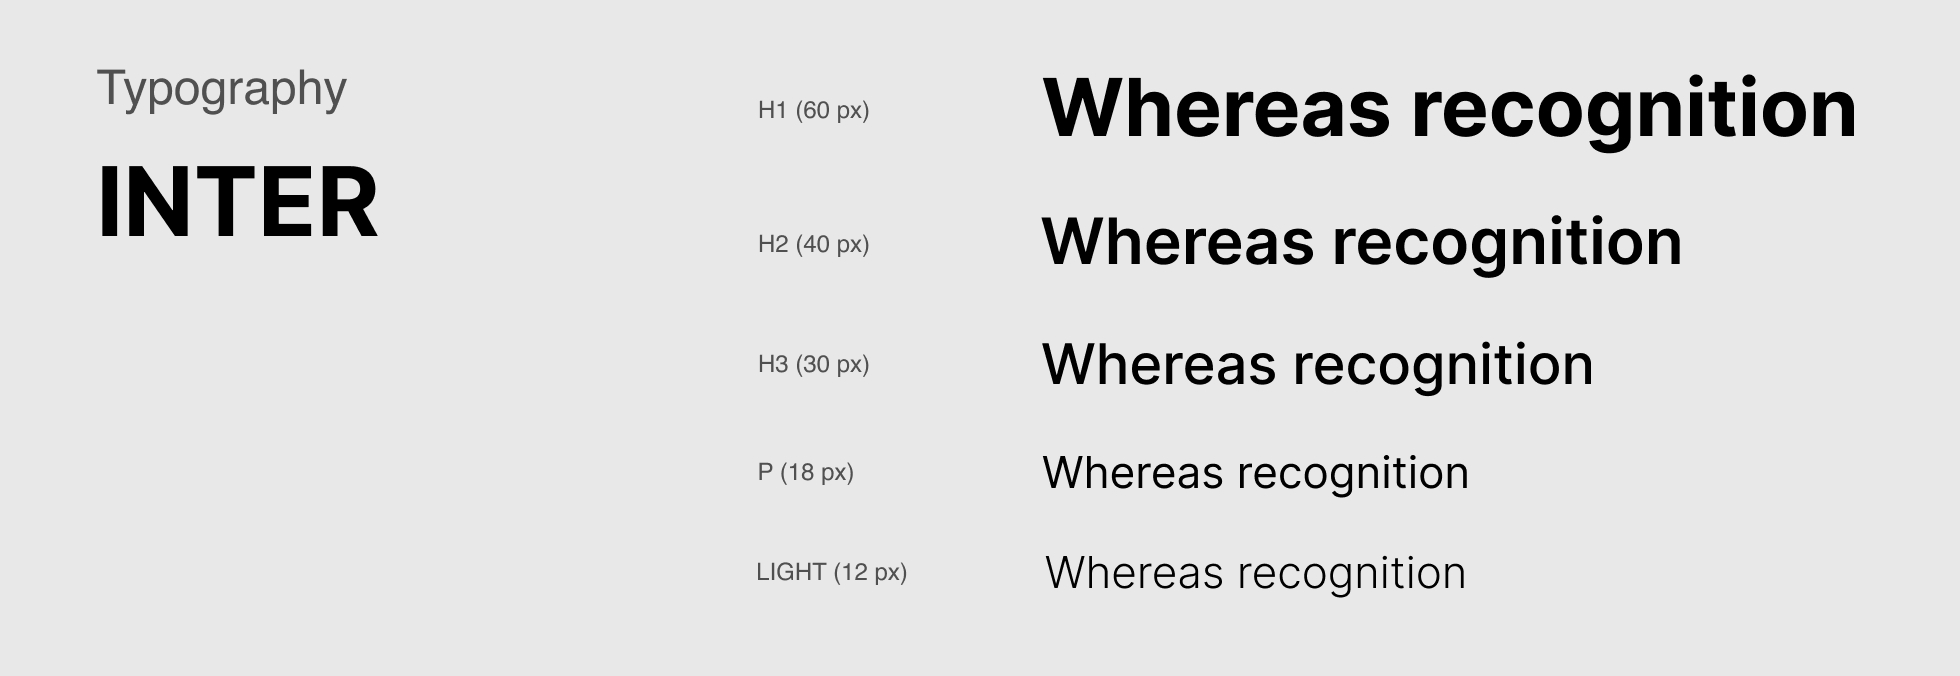 Typography
INTER
H1 (60 px)
Whereas recognition
H2 (40 px)
Whereas recognition
H3 (30 px)
Whereas recognition
P (18 px)
Whereas recognition
LIGHT (12 px)
Whereas recognition